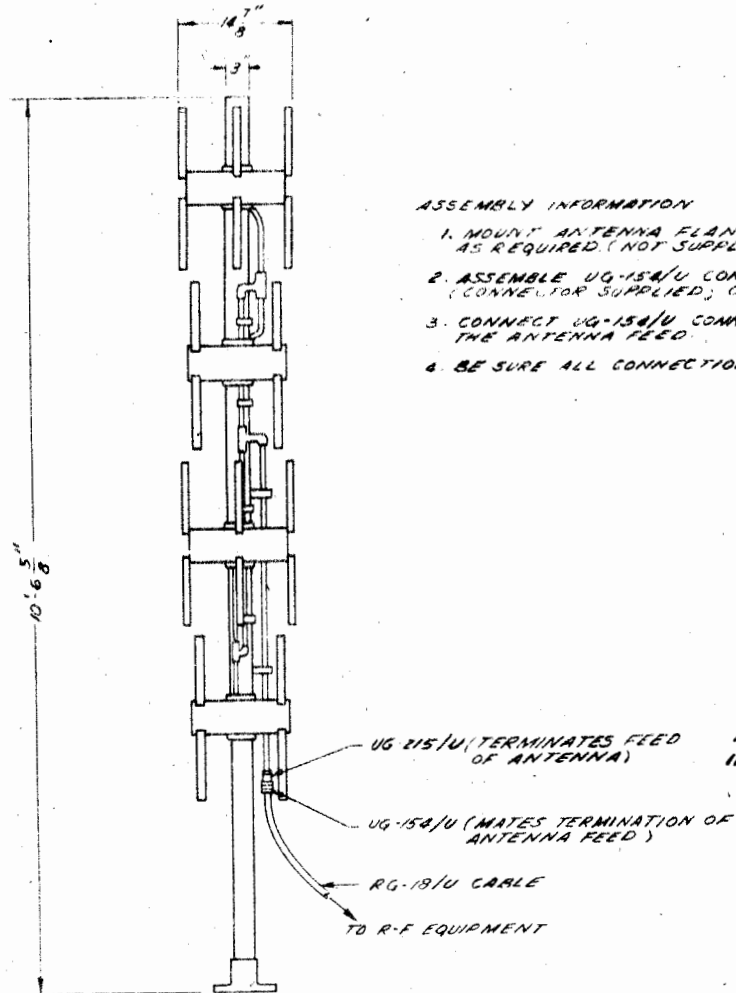 14 7/8"
3"
10'-6 5/8"
ASSEMBLY INFORMATION
1. MOUNT ANTENNA FLAN
AS REQUIRED. (NOT SUPPL
2. ASSEMBLE UG-154/U CON
(CONNECTOR SUPPLIED;
3. CONNECT UG-154/U CONN
THE ANTENNA FEED.
4. BE SURE ALL CONNECTIO
UG-215/U (TERMINATES FEED
OF ANTENNA)
UG-154/U (MATES TERMINATION OF
ANTENNA FEED)
RG-18/U CABLE
TO R-F EQUIPMENT